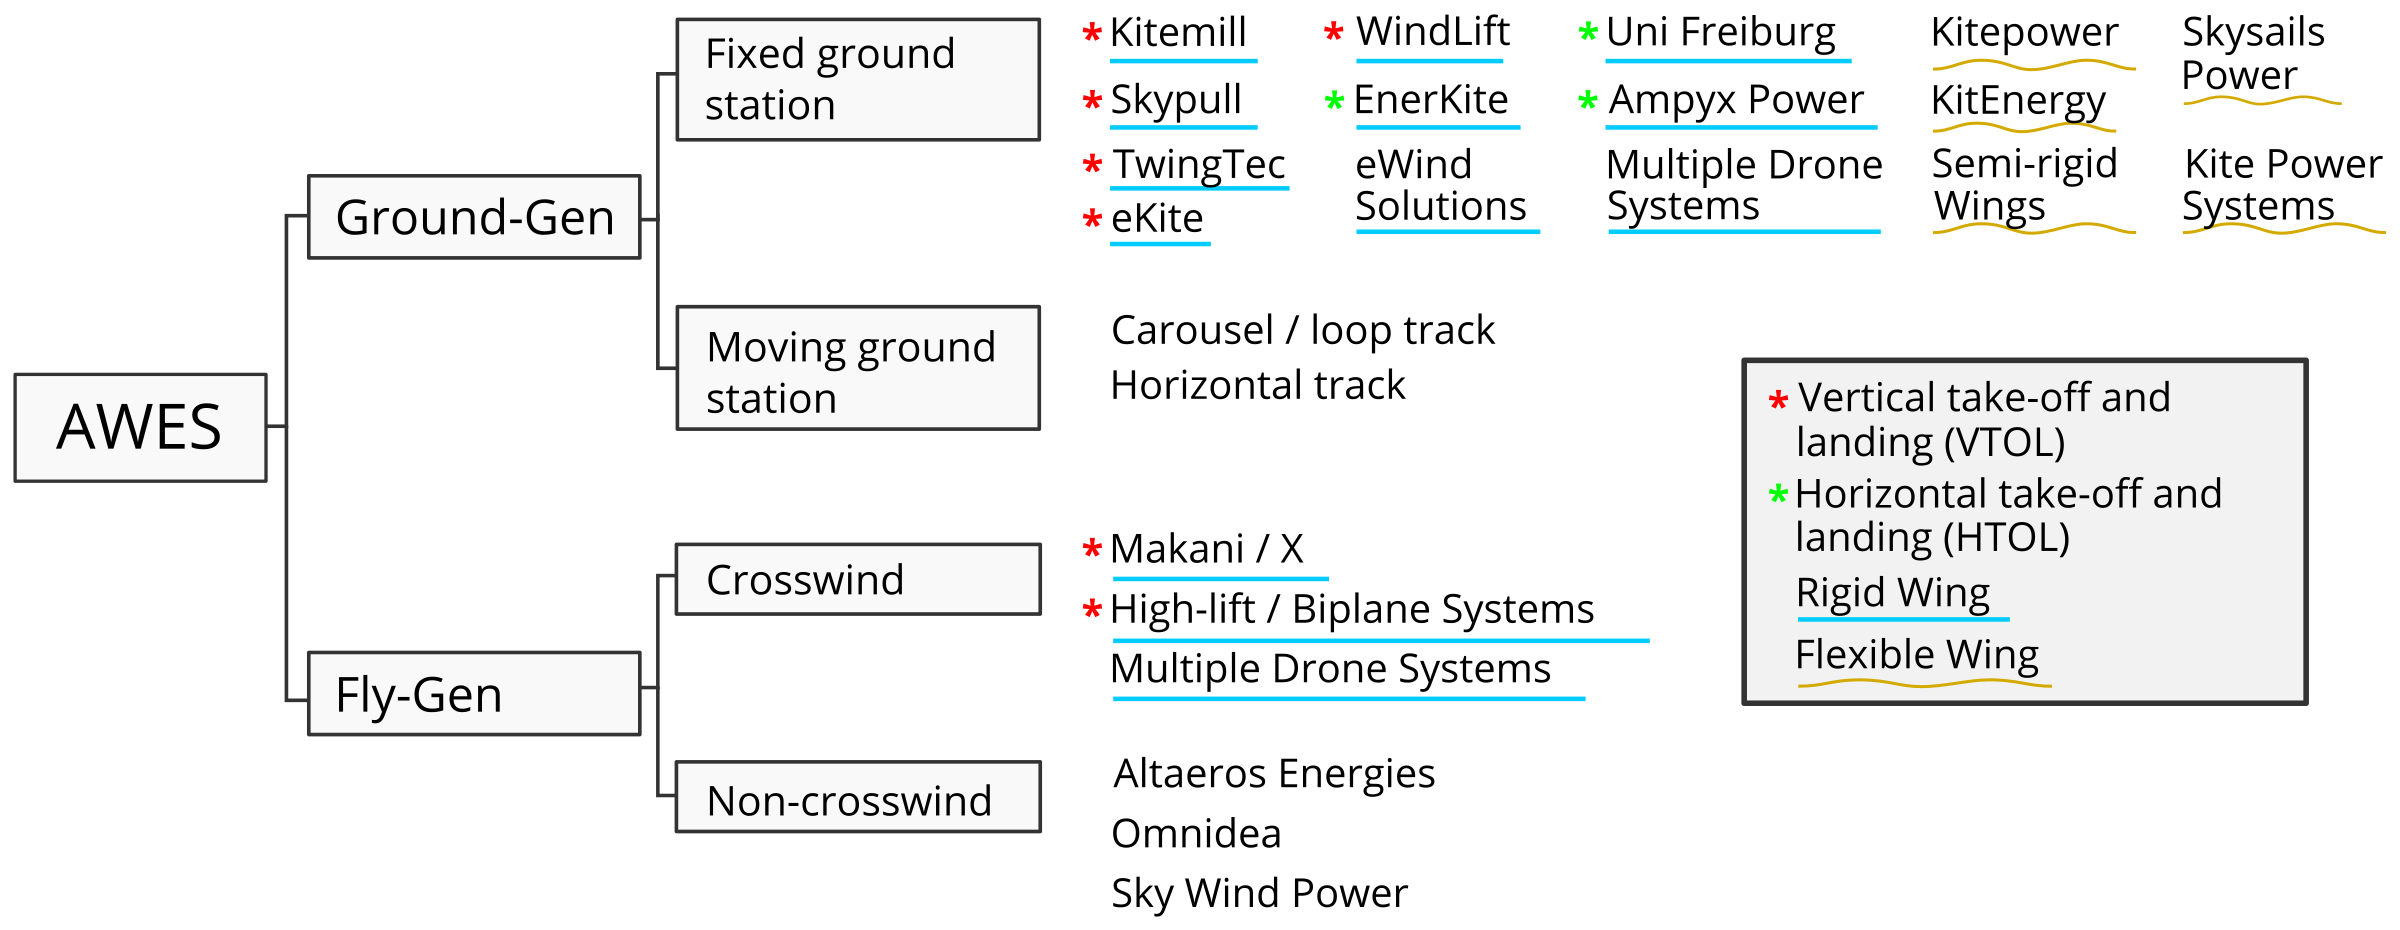 AWES
Ground-Gen
Fly-Gen
Fixed ground
station
Moving ground
station
Crosswind
Non-crosswind
* Kitemill
* Skypull
* TwingTec
* eKite
* WindLift
* EnerKite
eWind
Solutions
* Uni Freiburg
* Ampyx Power
Multiple Drone
Systems
Kitepower
KitEnergy
Semi-rigid
Wings
Skysails
Power
Kite Power
Systems
Carousel / loop track
Horizontal track
* Makani / X
* High-lift / Biplane Systems
Multiple Drone Systems
Altaeros Energies
Omnidea
Sky Wind Power
* Vertical take-off and
landing (VTOL)
* Horizontal take-off and
landing (HTOL)
Rigid Wing
Flexible Wing